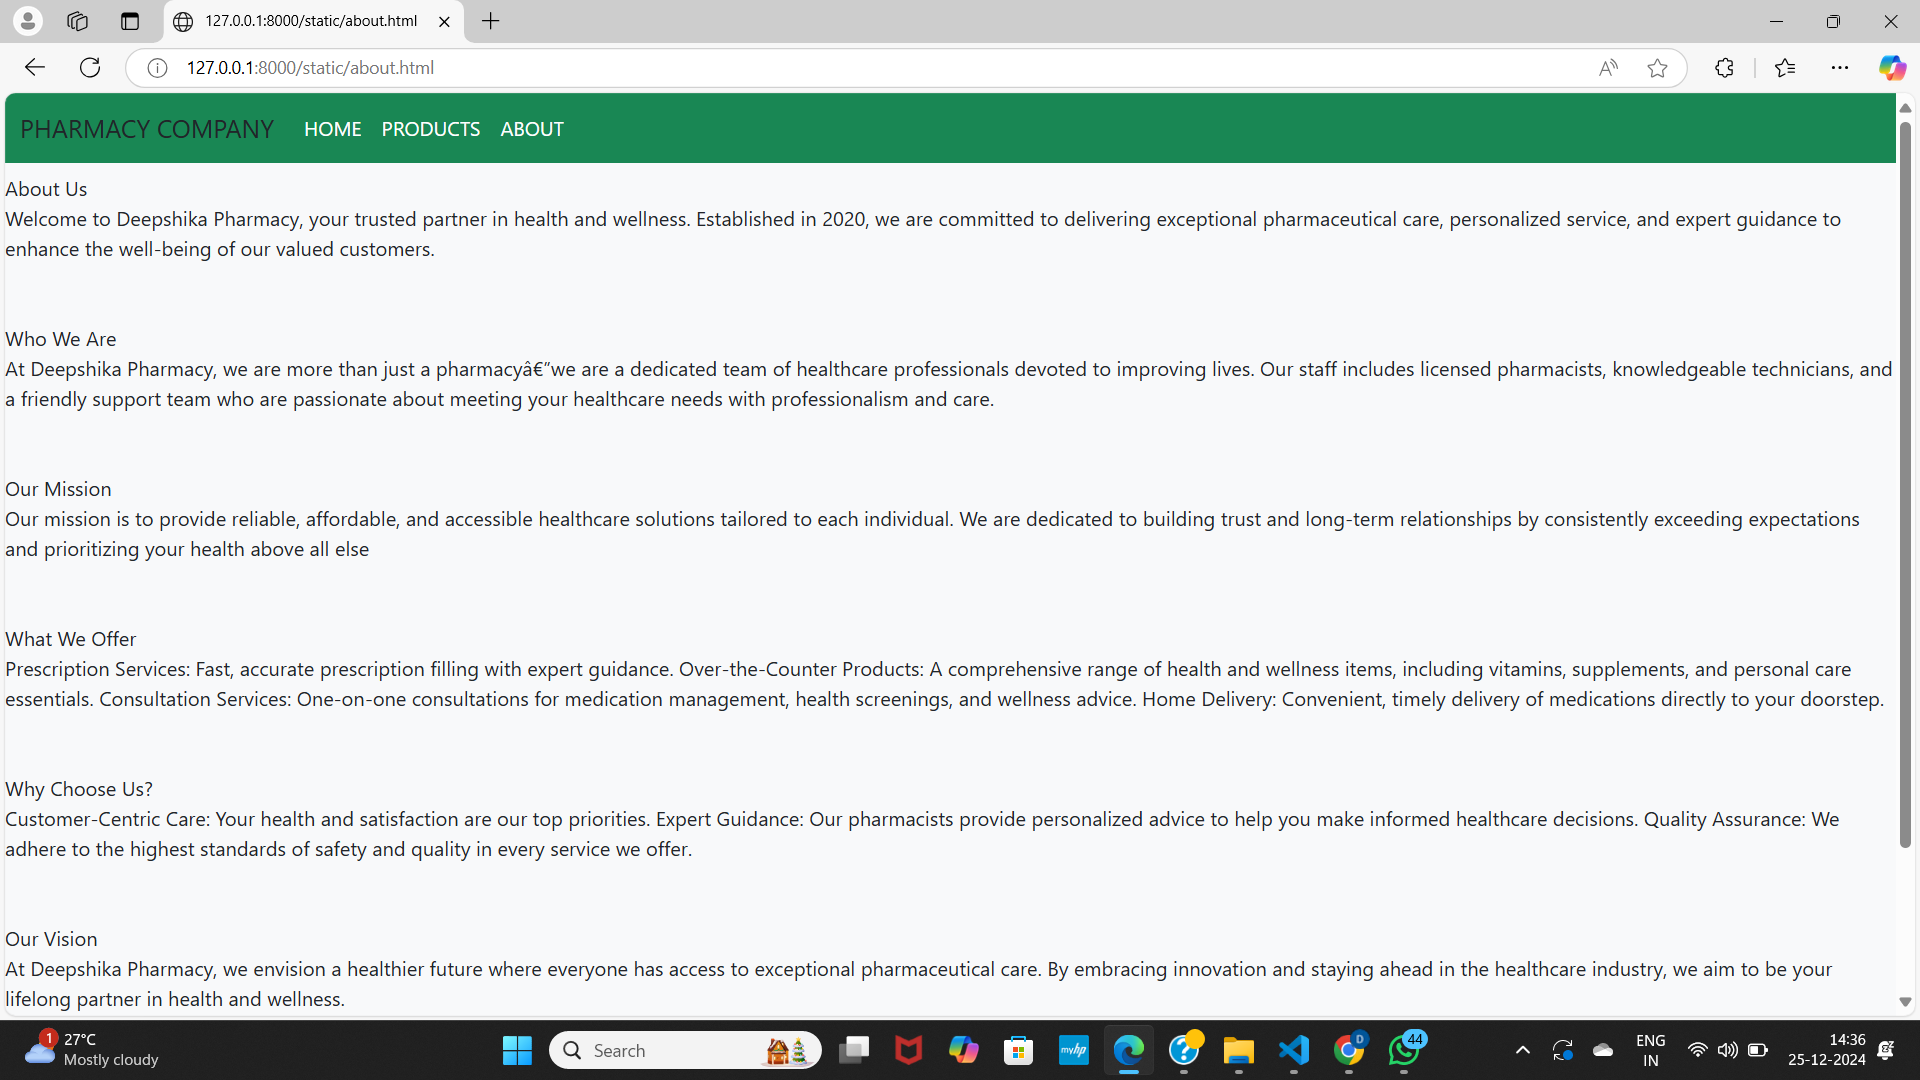 127.0.0.1:8000/static/about.html
127.0.0.1:8000/static/about.html
PHARMACY COMPANY HOME PRODUCTS ABOUT
About Us
Welcome to Deepshika Pharmacy, your trusted partner in health and wellness. Established in 2020, we are committed to delivering exceptional pharmaceutical care, personalized service, and expert guidance to
enhance the well-being of our valued customers.
Who We Are
At Deepshika Pharmacy, we are more than just a pharmacyâ€”we are a dedicated team of healthcare professionals devoted to improving lives. Our staff includes licensed pharmacists, knowledgeable technicians, and
a friendly support team who are passionate about meeting your healthcare needs with professionalism and care.
Our Mission
Our mission is to provide reliable, affordable, and accessible healthcare solutions tailored to each individual. We are dedicated to building trust and long-term relationships by consistently exceeding expectations
and prioritizing your health above all else
What We Offer
Prescription Services: Fast, accurate prescription filling with expert guidance. Over-the-Counter Products: A comprehensive range of health and wellness items, including vitamins, supplements, and personal care
essentials. Consultation Services: One-on-one consultations for medication management, health screenings, and wellness advice. Home Delivery: Convenient, timely delivery of medications directly to your doorstep.
Why Choose Us?
Customer-Centric Care: Your health and satisfaction are our top priorities. Expert Guidance: Our pharmacists provide personalized advice to help you make informed healthcare decisions. Quality Assurance: We
adhere to the highest standards of safety and quality in every service we offer.
Our Vision
At Deepshika Pharmacy, we envision a healthier future where everyone has access to exceptional pharmaceutical care. By embracing innovation and staying ahead in the healthcare industry, we aim to be your
lifelong partner in health and wellness.
1 27°C
Mostly cloudy
Search
myhp
D
44
ENG
IN
14:36
25-12-2024